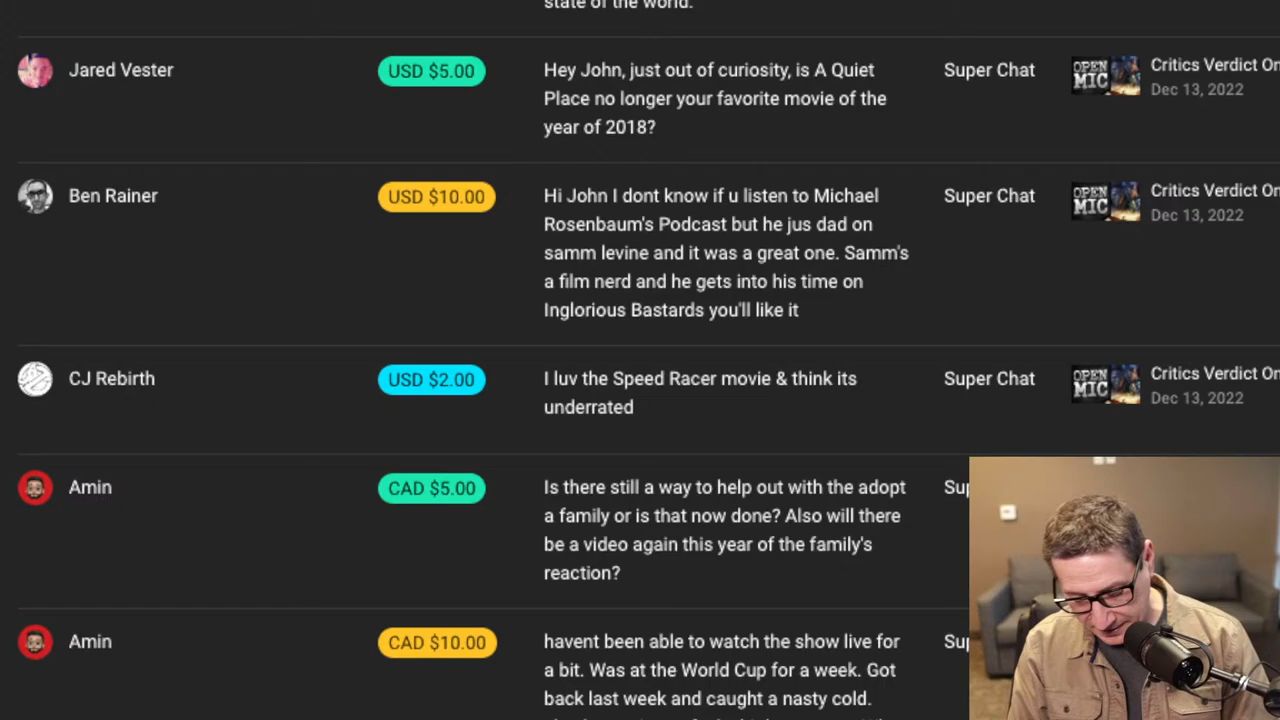 state of the world.
Jared Vester
USD $5.00
Hey John, just out of curiosity, is A Quiet
Place no longer your favorite movie of the
year of 2018?
Super Chat
OPEN
MIC
Critics Verdict On
Dec 13, 2022
Ben Rainer
USD $10.00
Hi John I dont know if u listen to Michael
Rosenbaum's Podcast but he jus dad on
samm levine and it was a great one. Samm's
a film nerd and he gets into his time on
Inglorious Bastards you'll like it
Super Chat
OPEN
MIC
Critics Verdict On
Dec 13, 2022
CJ Rebirth
USD $2.00
I luv the Speed Racer movie & think its
underrated
Super Chat
OPEN
MIC
Critics Verdict On
Dec 13, 2022
Amin
CAD $5.00
Is there still a way to help out with the adopt
a family or is that now done? Also will there
be a video again this year of the family's
reaction?
Sup
Amin
CAD $10.00
havent been able to watch the show live for
a bit. Was at the World Cup for a week. Got
back last week and caught a nasty cold.
Sup